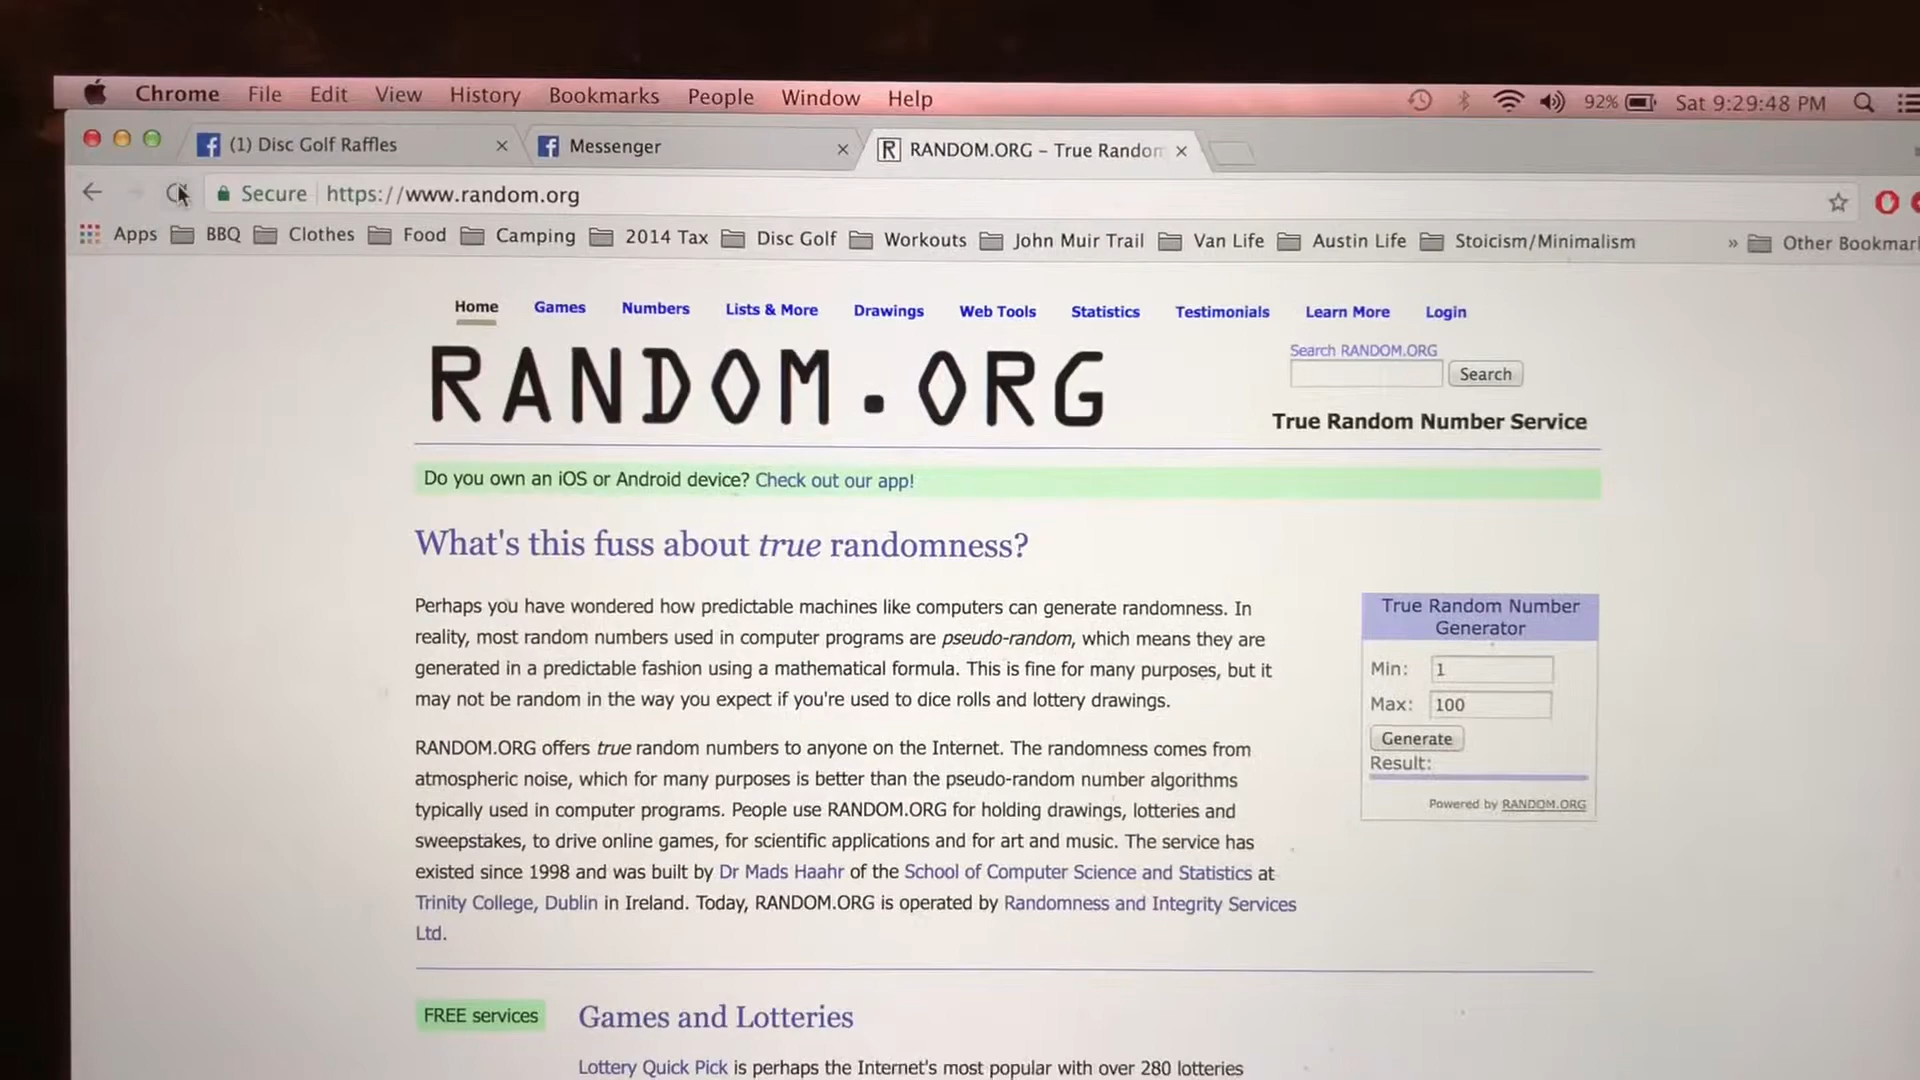 Chrome File Edit View History Bookmarks People Window Help 92% Sat 9:29:48 PM
(1) Disc Golf Raffles Messenger RANDOM.ORG – True Random
Secure https://www.random.org
Apps BBQ Clothes Food Camping 2014 Tax Disc Golf Workouts John Muir Trail Van Life Austin Life Stoicism/Minimalism » Other Bookmark
Home Games Numbers Lists & More Drawings Web Tools Statistics Testimonials Learn More Login
RANDOM.ORG
Search RANDOM.ORG
Search
True Random Number Service
Do you own an iOS or Android device? Check out our app!
What's this fuss about true randomness?
Perhaps you have wondered how predictable machines like computers can generate randomness. In
reality, most random numbers used in computer programs are pseudo-random, which means they are
generated in a predictable fashion using a mathematical formula. This is fine for many purposes, but it
may not be random in the way you expect if you're used to dice rolls and lottery drawings.
RANDOM.ORG offers true random numbers to anyone on the Internet. The randomness comes from
atmospheric noise, which for many purposes is better than the pseudo-random number algorithms
typically used in computer programs. People use RANDOM.ORG for holding drawings, lotteries and
sweepstakes, to drive online games, for scientific applications and for art and music. The service has
existed since 1998 and was built by Dr Mads Haahr of the School of Computer Science and Statistics at
Trinity College, Dublin in Ireland. Today, RANDOM.ORG is operated by Randomness and Integrity Services
Ltd.
True Random Number
Generator
Min: 1
Max: 100
Generate
Result:
Powered by RANDOM.ORG
FREE services
Games and Lotteries
Lottery Quick Pick is perhaps the Internet's most popular with over 280 lotteries